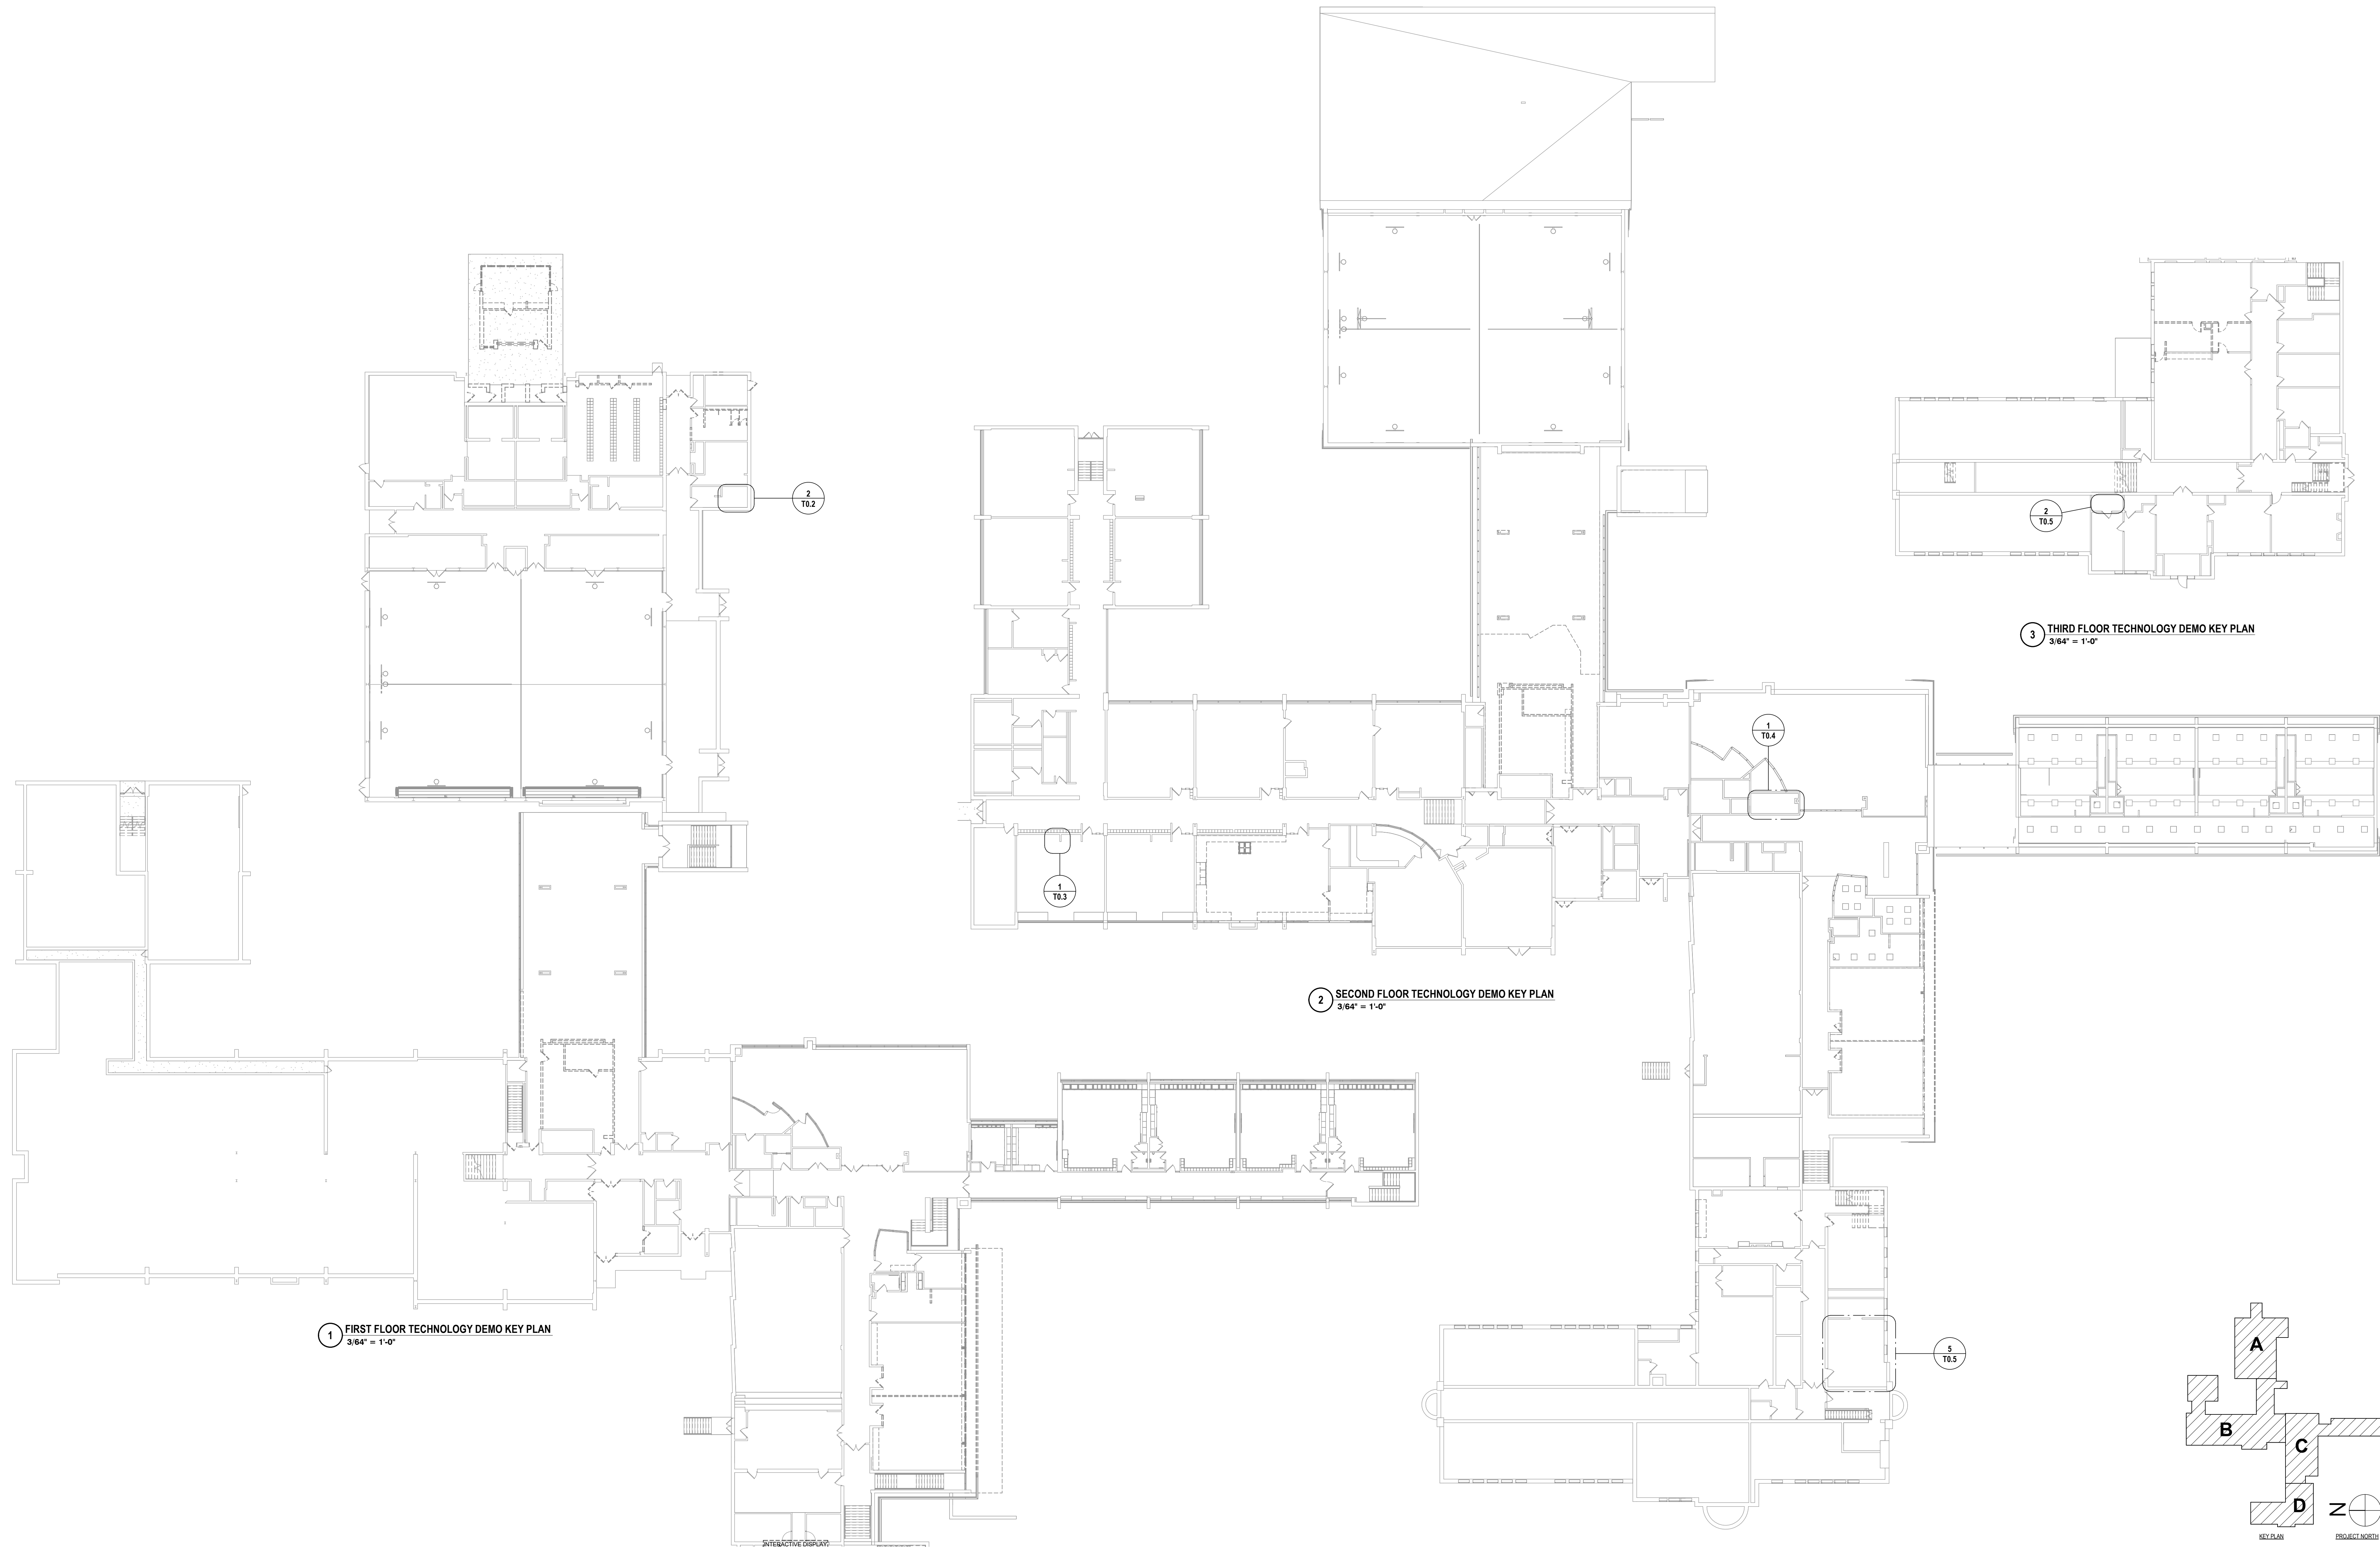 2
T0.2
2
T0.5
3
THIRD FLOOR TECHNOLOGY DEMO KEY PLAN
3/64" = 1'-0"
1
T0.4
1
T0.3
2
SECOND FLOOR TECHNOLOGY DEMO KEY PLAN
3/64" = 1'-0"
1
FIRST FLOOR TECHNOLOGY DEMO KEY PLAN
3/64" = 1'-0"
5
T0.5
INTERACTIVE DISPLAY
A
B
C
D
N
KEY PLAN
PROJECT NORTH